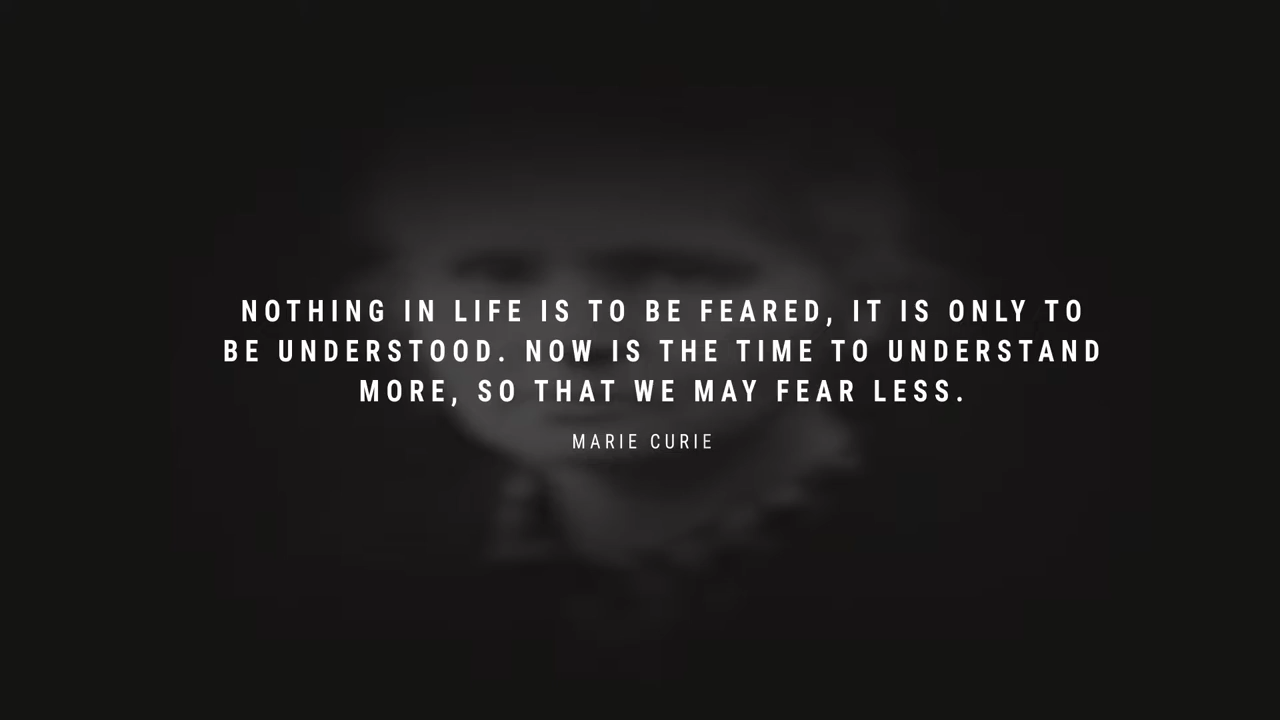 NOTHING IN LIFE IS TO BE FEARED, IT IS ONLY TO
BE UNDERSTOOD. NOW IS THE TIME TO UNDERSTAND
MORE, SO THAT WE MAY FEAR LESS.
MARIE CURIE